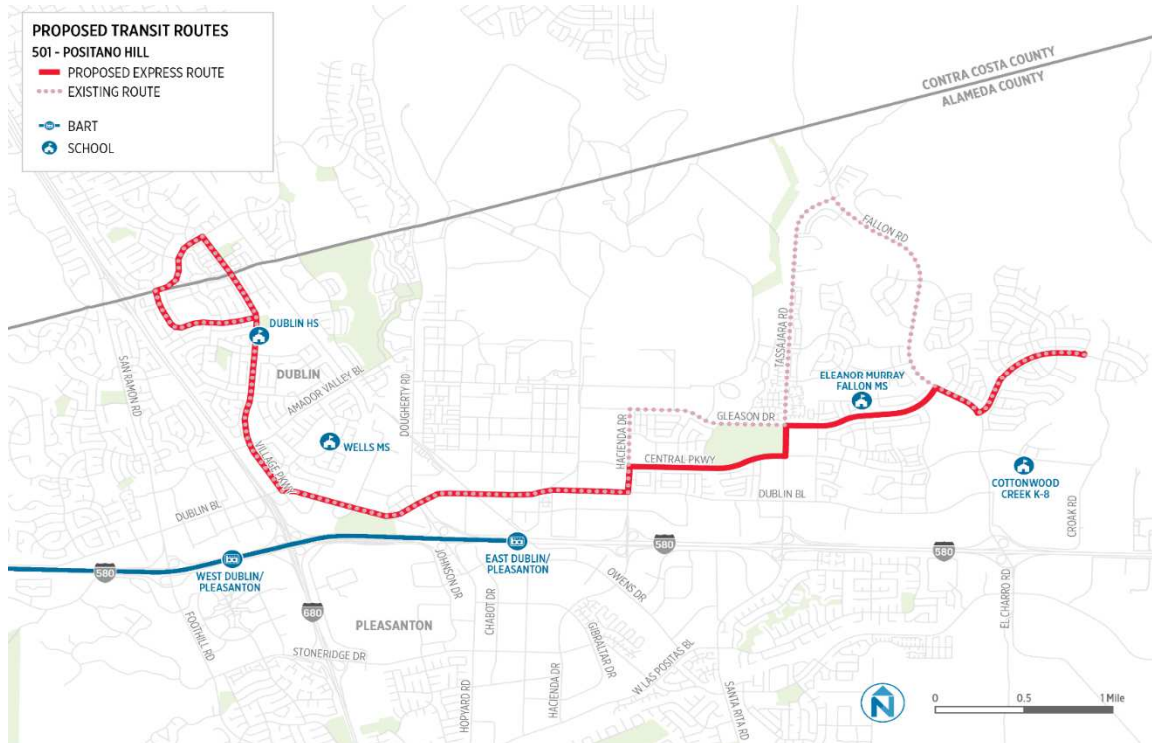 PROPOSED TRANSIT ROUTES
501 - POSITANO HILL
PROPOSED EXPRESS ROUTE
EXISTING ROUTE
BART
SCHOOL
CONTRA COSTA COUNTY
ALAMEDA COUNTY
FALLON RD
DUBLIN HS
TASSAJARA RD
SAN RAMON RD
DUBLIN
AMADOR VALLEY BL
DOUGHERTY RD
ELEANOR MURRAY
FALLON MS
GLEASON DR
HACIENDA DR
WELLS MS
VILLAGE PKWY
CENTRAL PKWY
COTTONWOOD
CREEK K-8
DUBLIN BL
DUBLIN BL
CROAK RD
580
WEST DUBLIN/
PLEASANTON
EAST DUBLIN/
PLEASANTON
580
580
JOHNSON DR
OWENS DR
CHABOT DR
EL CHARRO RD
680
FOOTHILL RD
PLEASANTON
GIBRALTAR DR
STONERIDGE DR
W LAS POSITAS BL
HOPYARD RD
HACIENDA DR
SANTA RITA RD
N
0
0.5
1 Mile